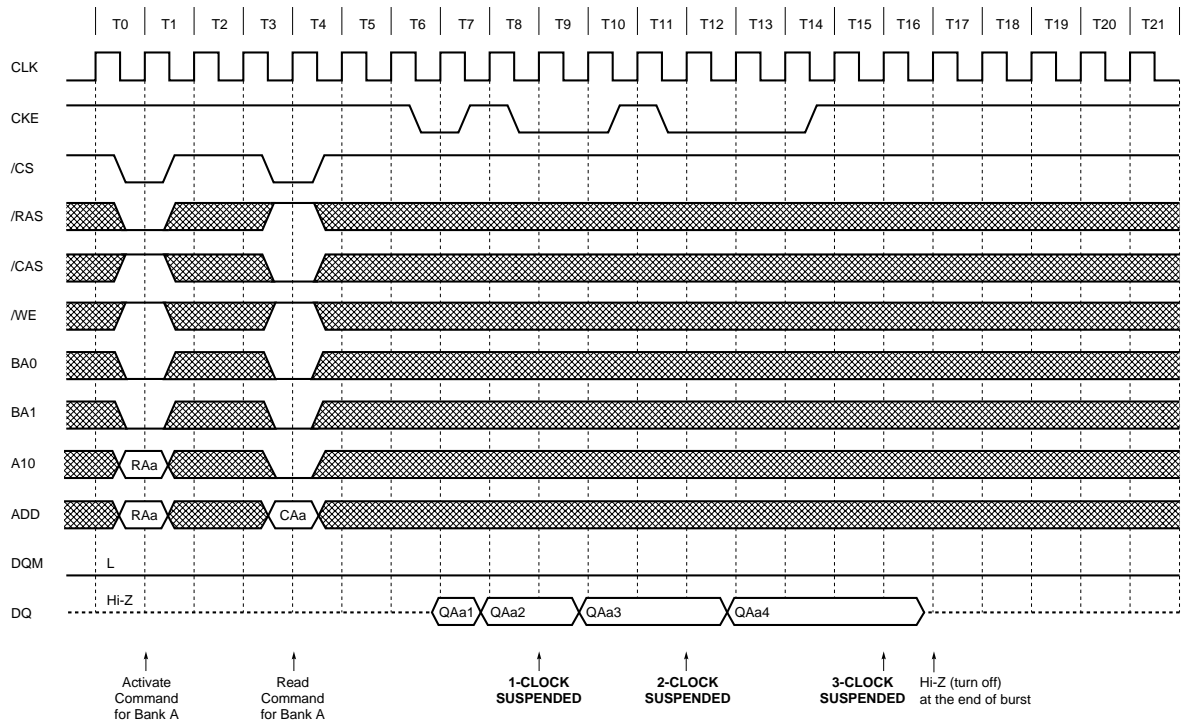 T0 T1 T2 T3 T4 T5 T6 T7 T8 T9 T10 T11 T12 T13 T14 T15 T16 T17 T18 T19 T20 T21
CLK
CKE
/CS
/RAS
/CAS
/WE
BA0
BA1
A10 RAa
ADD RAa CAa
DQM L
DQ Hi-Z QAa1 QAa2 QAa3 QAa4
Activate
Command
for Bank A
Read
Command
for Bank A
1-CLOCK
SUSPENDED
2-CLOCK
SUSPENDED
3-CLOCK
SUSPENDED
Hi-Z (turn off)
at the end of burst